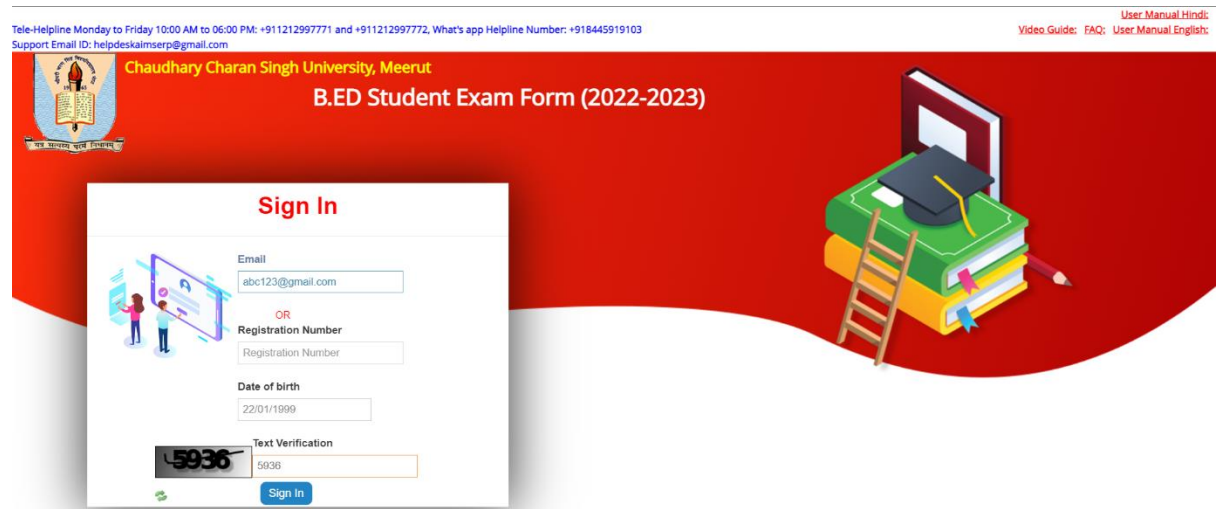 User Manual Hindi:
Tele-Helpline Monday to Friday 10:00 AM to 06:00 PM: +911212997771 and +911212997772, What's app Helpline Number: +918445919103
Video Guide: FAQ: User Manual English:
Support Email ID: helpdeskaimserp@gmail.com
Chaudhary Charan Singh University, Meerut
B.ED Student Exam Form (2022-2023)
Sign In
Email
abc123@gmail.com
OR
Registration Number
Registration Number
Date of birth
22/01/1999
Text Verification
5936
5936
Sign In